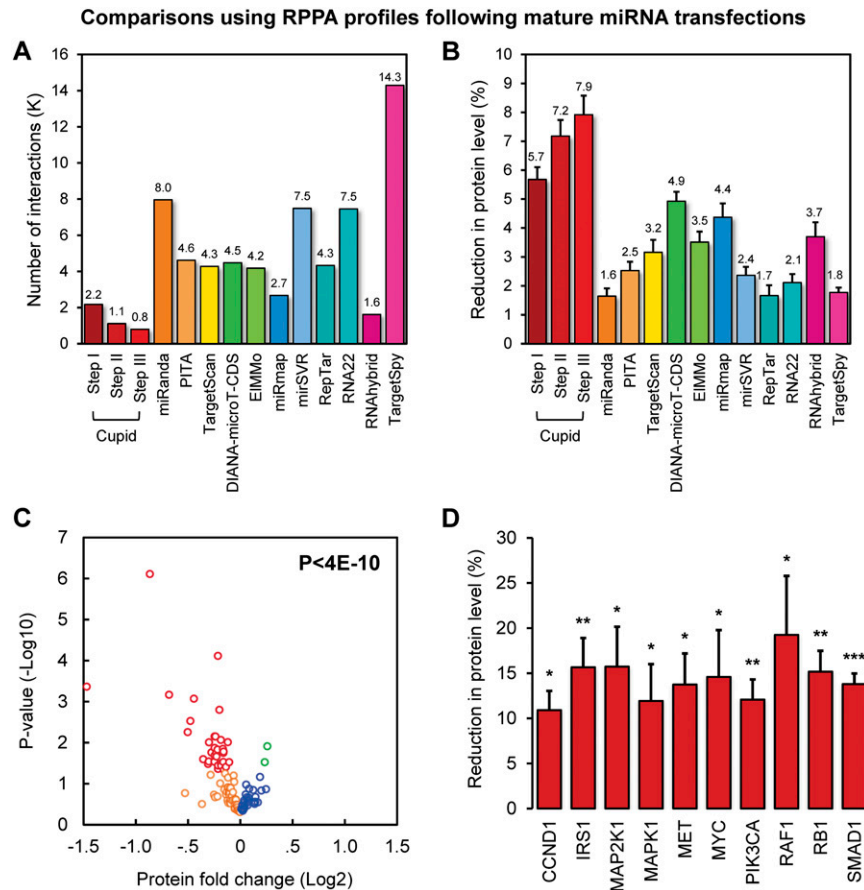 Comparisons using RPPA profiles following mature miRNA transfections
A
Number of interactions (K)
16
14
12
10
8
6
4
2
0
2.2
1.1
0.8
8.0
4.6
4.3
4.5
4.2
2.7
7.5
4.3
7.5
1.6
14.3
Step I
Step II
Step III
miRanda
PITA
TargetScan
DIANA-microT-CDS
EIMMo
miRmap
mirSVR
RepTar
RNA22
RNAhybrid
TargetSpy
Cupid
B
Reduction in protein level (%)
10
9
8
7
6
5
4
3
2
1
0
5.7
7.2
7.9
1.6
2.5
3.2
4.9
3.5
4.4
2.4
1.7
2.1
3.7
1.8
Step I
Step II
Step III
miRanda
PITA
TargetScan
DIANA-microT-CDS
EIMMo
miRmap
mirSVR
RepTar
RNA22
RNAhybrid
TargetSpy
Cupid
C
P<4E-10
P-value (-Log10)
7
6
5
4
3
2
1
0
-1.5
-1.0
-.5
0
.5
1.0
1.5
Protein fold change (Log2)
D
Reduction in protein level (%)
30
25
20
15
10
5
0
*
**
*
*
*
*
**
*
**
***
CCND1
IRS1
MAP2K1
MAPK1
MET
MYC
PIK3CA
RAF1
RB1
SMAD1